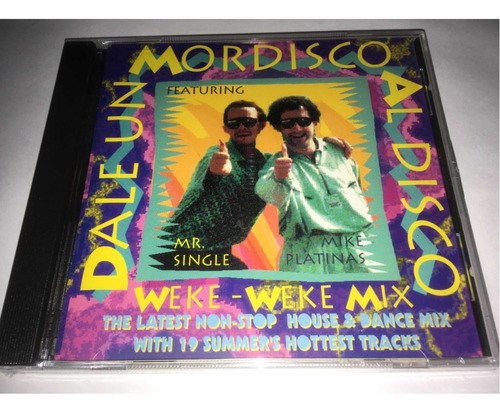 DALE UN MORDISCO AL DISCO
FEATURING
MR. SINGLE
MIKE PLATINAS
WEKE-WEKE MIX
THE LATEST NON-STOP HOUSE & DANCE MIX
WITH 19 SUMMER'S HOTTEST TRACKS